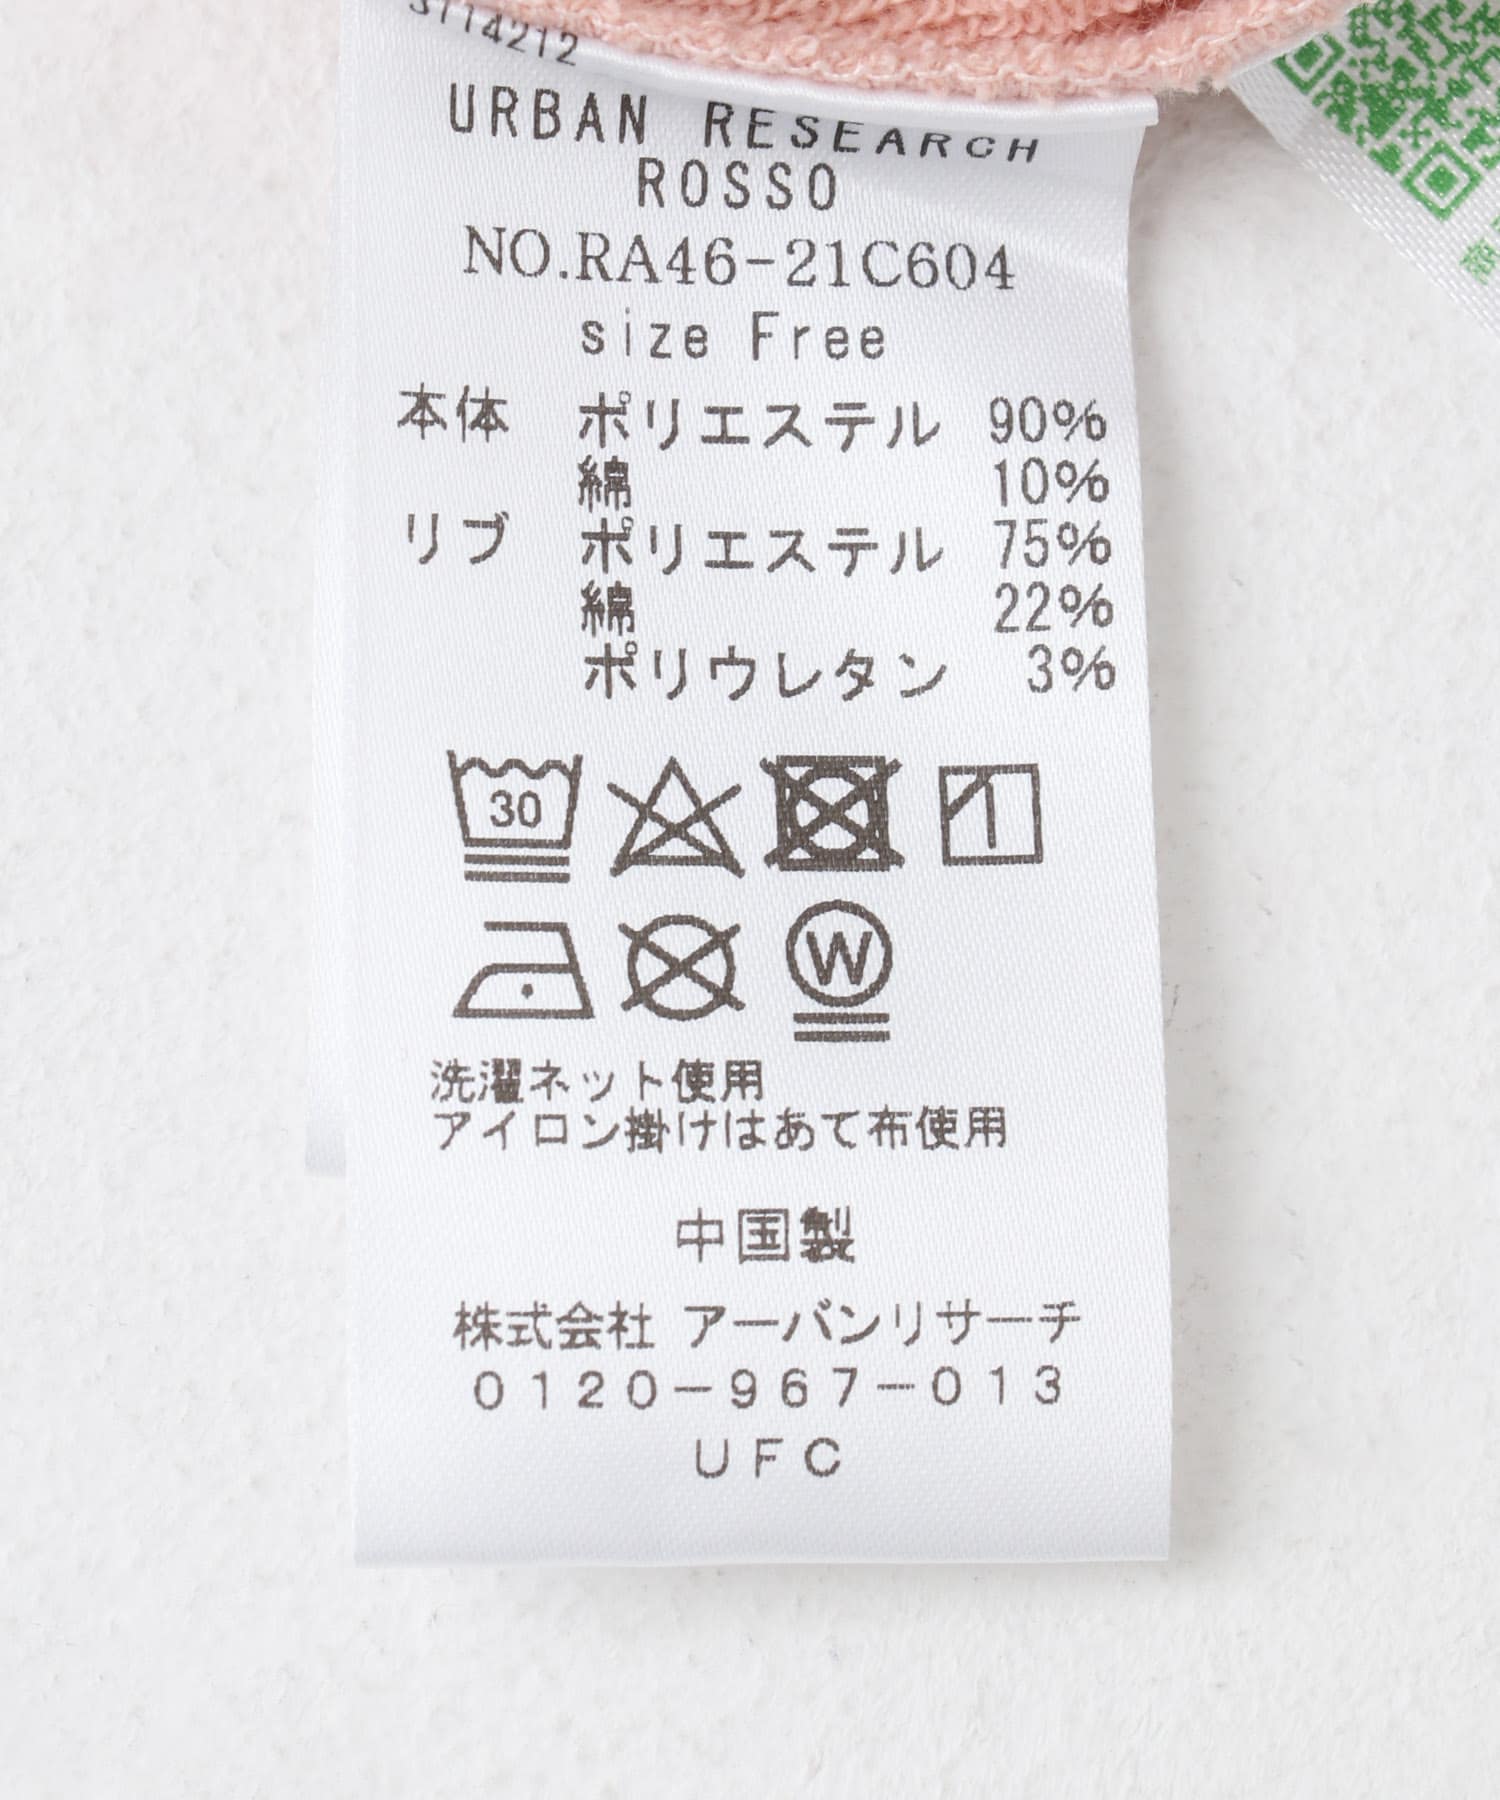 URBAN RESEARCH
ROSSO
NO.RA46-21C604
size Free
本体 ポリエステル 90%
綿 10%
リブ ポリエステル 75%
綿 22%
ポリウレタン 3%
30
W
洗濯ネット使用
アイロン掛けはあて布使用
中国製
株式会社 アーバンリサーチ
0120-967-013
UFC